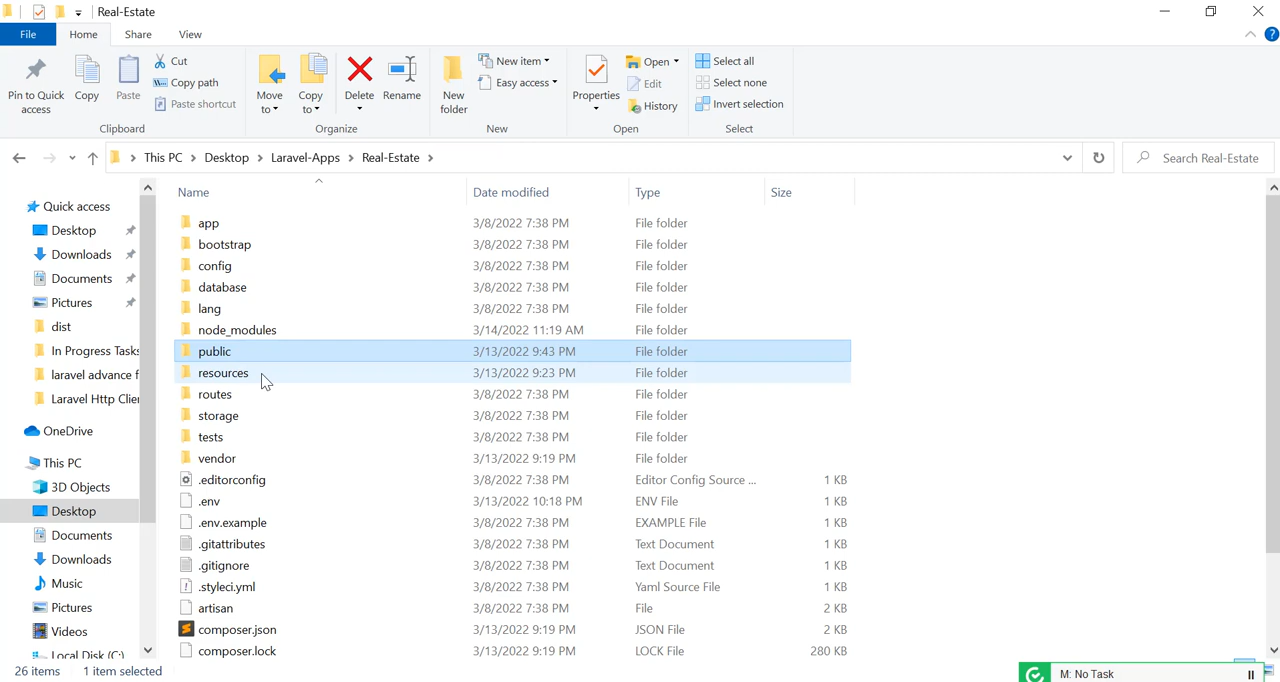 Real-Estate
File Home Share View
Pin to Quick access
Copy
Paste
Cut
Copy path
Paste shortcut
Move to
Copy to
Delete
Rename
New folder
New item
Easy access
Properties
Open
Edit
History
Select all
Select none
Invert selection
Clipboard Organize New Open Select
This PC > Desktop > Laravel-Apps > Real-Estate >
Search Real-Estate
Quick access
Desktop
Downloads
Documents
Pictures
dist
In Progress Tasks
laravel advance f
Laravel Http Clien
OneDrive
This PC
3D Objects
Desktop
Documents
Downloads
Music
Pictures
Videos
Local Disk (C:)
Name Date modified Type Size
app 3/8/2022 7:38 PM File folder
bootstrap 3/8/2022 7:38 PM File folder
config 3/8/2022 7:38 PM File folder
database 3/8/2022 7:38 PM File folder
lang 3/8/2022 7:38 PM File folder
node_modules 3/14/2022 11:19 AM File folder
public 3/13/2022 9:43 PM File folder
resources 3/13/2022 9:23 PM File folder
routes 3/8/2022 7:38 PM File folder
storage 3/8/2022 7:38 PM File folder
tests 3/8/2022 7:38 PM File folder
vendor 3/13/2022 9:19 PM File folder
.editorconfig 3/8/2022 7:38 PM Editor Config Source ... 1 KB
.env 3/13/2022 10:18 PM ENV File 1 KB
.env.example 3/8/2022 7:38 PM EXAMPLE File 1 KB
.gitattributes 3/8/2022 7:38 PM Text Document 1 KB
.gitignore 3/8/2022 7:38 PM Text Document 1 KB
.styleci.yml 3/8/2022 7:38 PM Yaml Source File 1 KB
artisan 3/8/2022 7:38 PM File 2 KB
composer.json 3/13/2022 9:19 PM JSON File 2 KB
composer.lock 3/13/2022 9:19 PM LOCK File 280 KB
26 items 1 item selected
M: No Task